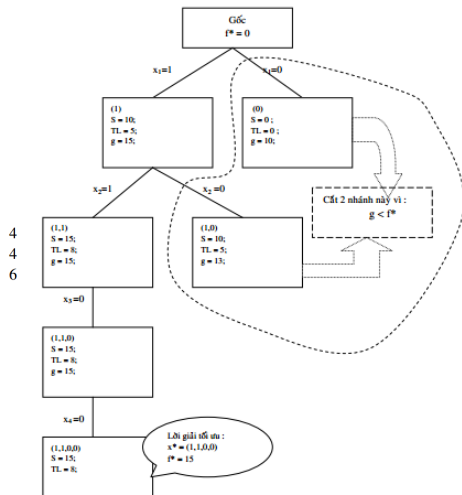 Gốc
f* = 0
x₁=1
x₁=0
(1)
S = 10;
TL = 5;
g = 15;
(0)
S = 0 ;
TL = 0 ;
g = 10;
Cắt 2 nhánh này vì :
g < f*
x₂=1
x₂ =0
4
4
6
(1,1)
S = 15;
TL = 8;
g = 15;
(1,0)
S = 10;
TL = 5;
g = 13;
x₃=0
(1,1,0)
S = 15;
TL = 8;
g = 15;
x₄=0
(1,1,0,0)
S = 15;
TL = 8;
Lời giải tối ưu :
x* = (1,1,0,0)
f* = 15